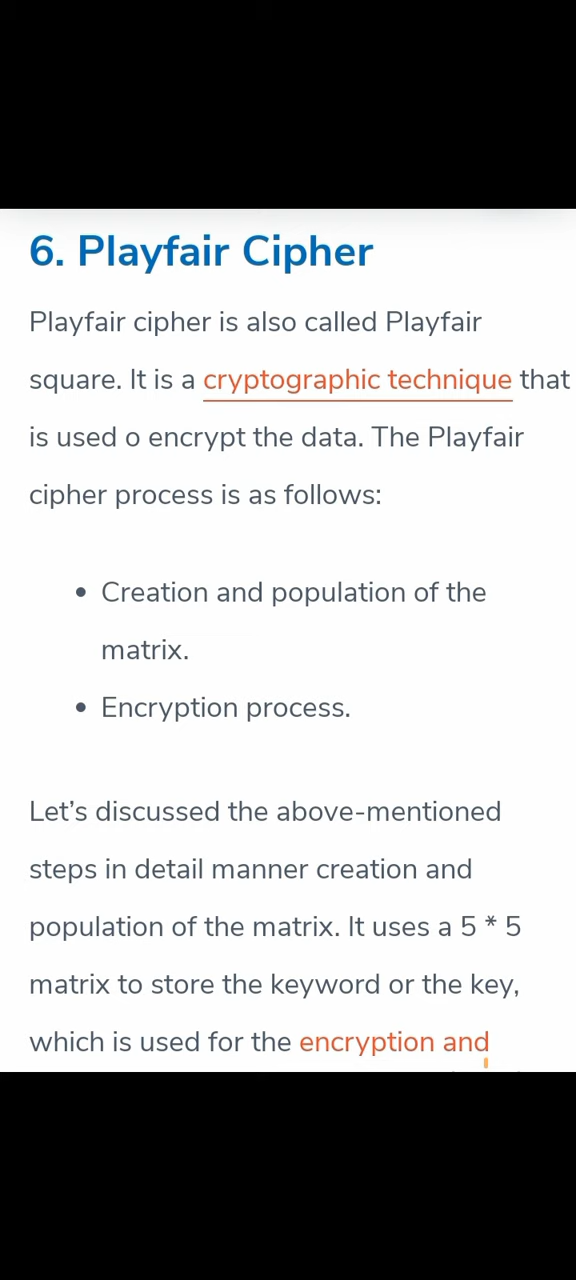 6. Playfair Cipher
Playfair cipher is also called Playfair
square. It is a cryptographic technique that
is used o encrypt the data. The Playfair
cipher process is as follows:
• Creation and population of the
matrix.
• Encryption process.
Let’s discussed the above-mentioned
steps in detail manner creation and
population of the matrix. It uses a 5 * 5
matrix to store the keyword or the key,
which is used for the encryption and